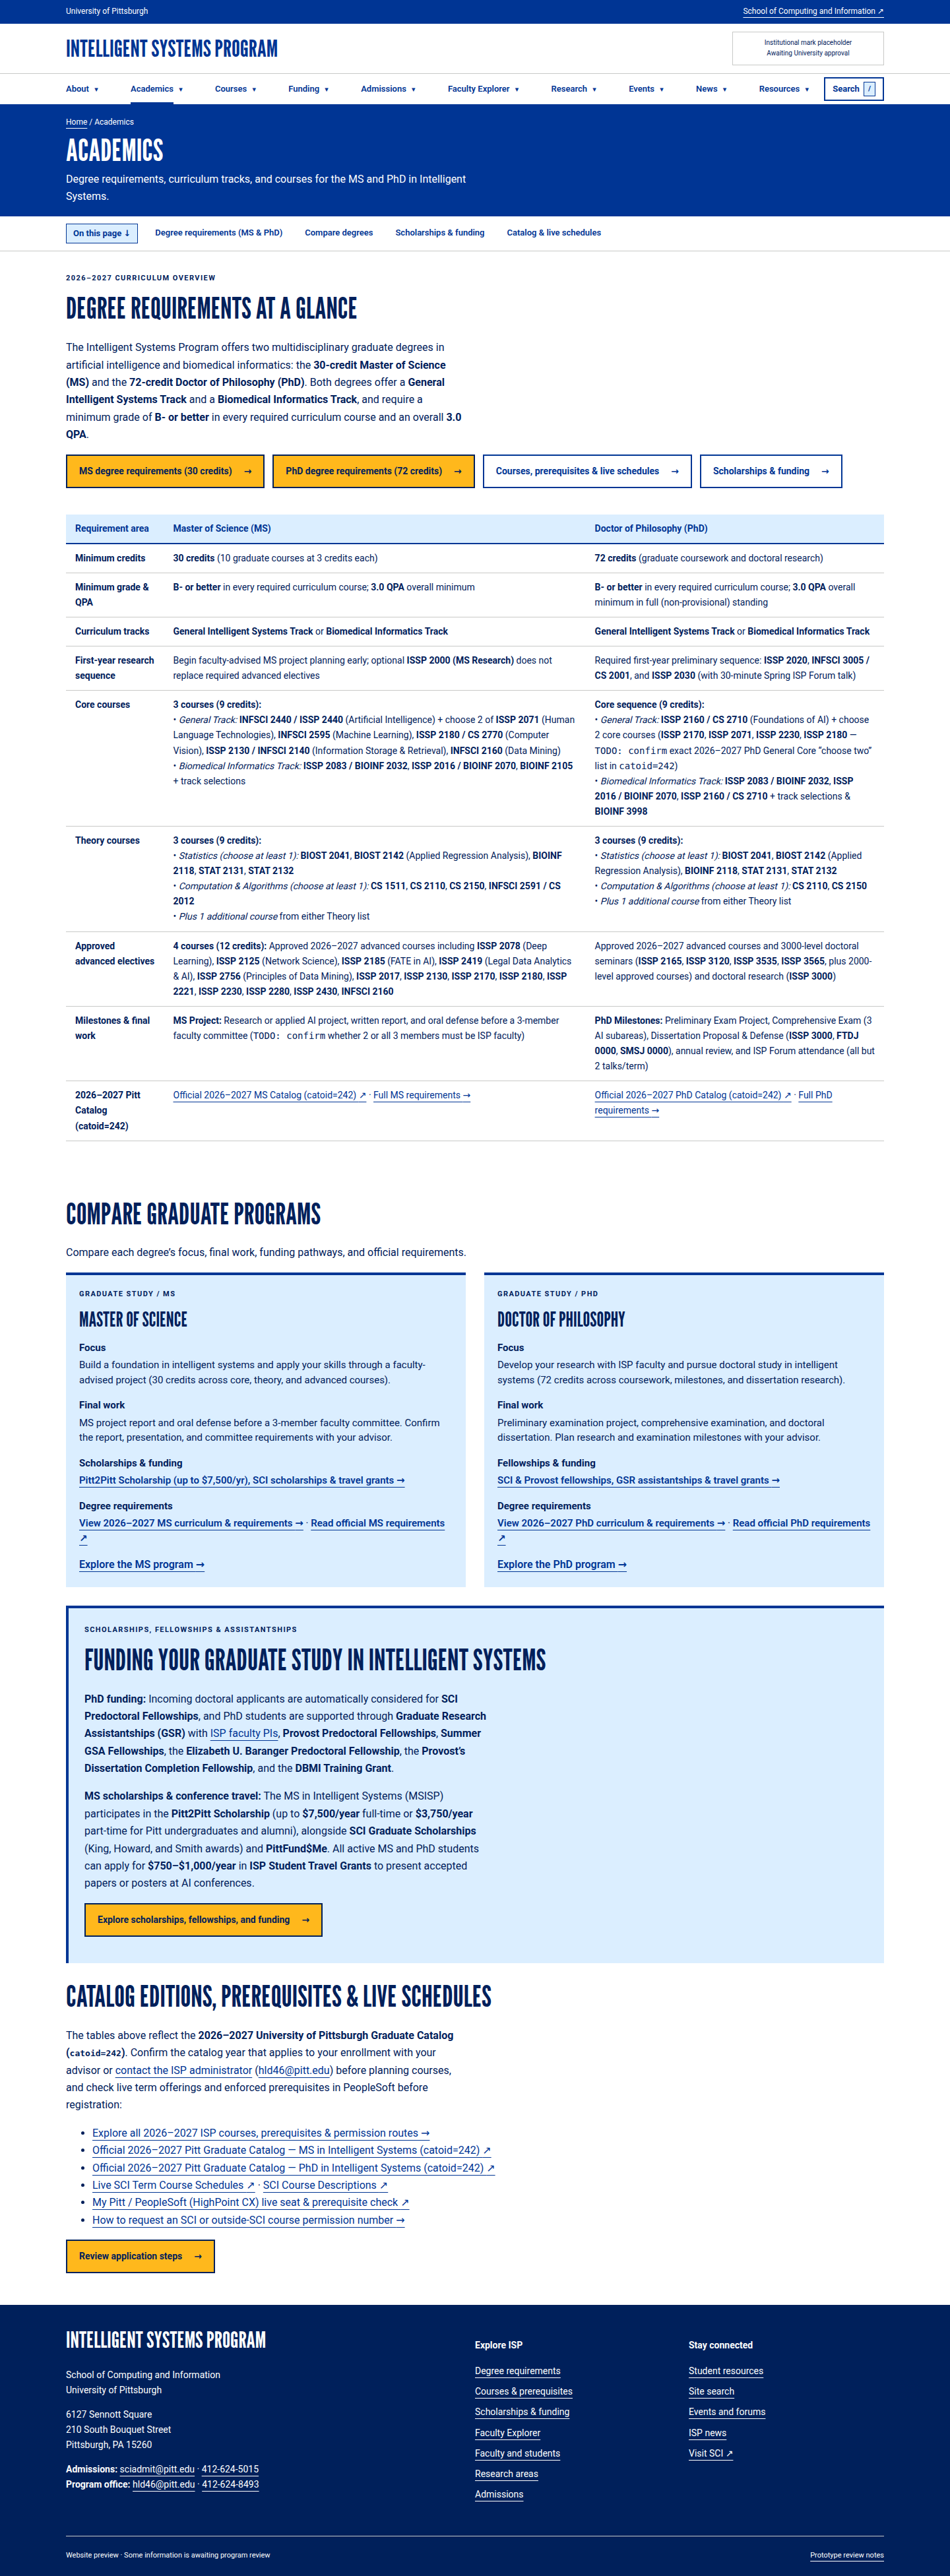 University of Pittsburgh
School of Computing and Information ↗
INTELLIGENT SYSTEMS PROGRAM
Institutional mark placeholder
Awaiting University approval
About ▾ Academics ▾ Courses ▾ Funding ▾ Admissions ▾ Faculty Explorer ▾ Research ▾ Events ▾ News ▾ Resources ▾ Search /
Home / Academics
ACADEMICS
Degree requirements, curriculum tracks, and courses for the MS and PhD in Intelligent
Systems.
On this page ↓ Degree requirements (MS & PhD) Compare degrees Scholarships & funding Catalog & live schedules
2026–2027 CURRICULUM OVERVIEW
DEGREE REQUIREMENTS AT A GLANCE
The Intelligent Systems Program offers two multidisciplinary graduate degrees in
artificial intelligence and biomedical informatics: the 30-credit Master of Science
(MS) and the 72-credit Doctor of Philosophy (PhD). Both degrees offer a General
Intelligent Systems Track and a Biomedical Informatics Track, and require a
minimum grade of B- or better in every required curriculum course and an overall 3.0
QPA.
MS degree requirements (30 credits) → PhD degree requirements (72 credits) → Courses, prerequisites & live schedules → Scholarships & funding →
Requirement area Master of Science (MS) Doctor of Philosophy (PhD)
Minimum credits 30 credits (10 graduate courses at 3 credits each) 72 credits (graduate coursework and doctoral research)
Minimum grade &
QPA
B- or better in every required curriculum course; 3.0 QPA overall minimum
B- or better in every required curriculum course; 3.0 QPA overall
minimum in full (non-provisional) standing
Curriculum tracks General Intelligent Systems Track or Biomedical Informatics Track General Intelligent Systems Track or Biomedical Informatics Track
First-year research
sequence
Begin faculty-advised MS project planning early; optional ISSP 2000 (MS Research) does not
replace required advanced electives
Required first-year preliminary sequence: ISSP 2020, INFSCI 3005 /
CS 2001, and ISSP 2030 (with 30-minute Spring ISP Forum talk)
Core courses
3 courses (9 credits):
• General Track: INFSCI 2440 / ISSP 2440 (Artificial Intelligence) + choose 2 of ISSP 2071 (Human
Language Technologies), INFSCI 2595 (Machine Learning), ISSP 2180 / CS 2770 (Computer
Vision), ISSP 2130 / INFSCI 2140 (Information Storage & Retrieval), INFSCI 2160 (Data Mining)
• Biomedical Informatics Track: ISSP 2083 / BIOINF 2032, ISSP 2016 / BIOINF 2070, BIOINF 2105
+ track selections
Core sequence (9 credits):
• General Track: ISSP 2160 / CS 2710 (Foundations of AI) + choose
2 core courses (ISSP 2170, ISSP 2071, ISSP 2230, ISSP 2180 —
TODO: confirm exact 2026–2027 PhD General Core “choose two”
list in catoid=242)
• Biomedical Informatics Track: ISSP 2083 / BIOINF 2032, ISSP
2016 / BIOINF 2070, ISSP 2160 / CS 2710 + track selections &
BIOINF 3998
Theory courses
3 courses (9 credits):
• Statistics (choose at least 1): BIOST 2041, BIOST 2142 (Applied Regression Analysis), BIOINF
2118, STAT 2131, STAT 2132
• Computation & Algorithms (choose at least 1): CS 1511, CS 2110, CS 2150, INFSCI 2591 / CS
2012
• Plus 1 additional course from either Theory list
3 courses (9 credits):
• Statistics (choose at least 1): BIOST 2041, BIOST 2142 (Applied
Regression Analysis), BIOINF 2118, STAT 2131, STAT 2132
• Computation & Algorithms (choose at least 1): CS 2110, CS 2150
• Plus 1 additional course from either Theory list
Approved
advanced electives
4 courses (12 credits): Approved 2026–2027 advanced courses including ISSP 2078 (Deep
Learning), ISSP 2125 (Network Science), ISSP 2185 (FATE in AI), ISSP 2419 (Legal Data Analytics
& AI), ISSP 2756 (Principles of Data Mining), ISSP 2017, ISSP 2130, ISSP 2170, ISSP 2180, ISSP
2221, ISSP 2230, ISSP 2280, ISSP 2430, INFSCI 2160
Approved 2026–2027 advanced courses and 3000-level doctoral
seminars (ISSP 2165, ISSP 3120, ISSP 3535, ISSP 3565, plus 2000-
level approved courses) and doctoral research (ISSP 3000)
Milestones & final
work
MS Project: Research or applied AI project, written report, and oral defense before a 3-member
faculty committee (TODO: confirm whether 2 or all 3 members must be ISP faculty)
PhD Milestones: Preliminary Exam Project, Comprehensive Exam (3
AI subareas), Dissertation Proposal & Defense (ISSP 3000, FTDJ
0000, SMSJ 0000), annual review, and ISP Forum attendance (all but
2 talks/term)
2026–2027 Pitt
Catalog
(catoid=242)
Official 2026–2027 MS Catalog (catoid=242) ↗ · Full MS requirements →
Official 2026–2027 PhD Catalog (catoid=242) ↗ · Full PhD
requirements →
COMPARE GRADUATE PROGRAMS
Compare each degree’s focus, final work, funding pathways, and official requirements.
GRADUATE STUDY / MS
MASTER OF SCIENCE
Focus
Build a foundation in intelligent systems and apply your skills through a faculty-
advised project (30 credits across core, theory, and advanced courses).
Final work
MS project report and oral defense before a 3-member faculty committee. Confirm
the report, presentation, and committee requirements with your advisor.
Scholarships & funding
Pitt2Pitt Scholarship (up to $7,500/yr), SCI scholarships & travel grants →
Degree requirements
View 2026–2027 MS curriculum & requirements → · Read official MS requirements
↗
Explore the MS program →
GRADUATE STUDY / PHD
DOCTOR OF PHILOSOPHY
Focus
Develop your research with ISP faculty and pursue doctoral study in intelligent
systems (72 credits across coursework, milestones, and dissertation research).
Final work
Preliminary examination project, comprehensive examination, and doctoral
dissertation. Plan research and examination milestones with your advisor.
Fellowships & funding
SCI & Provost fellowships, GSR assistantships & travel grants →
Degree requirements
View 2026–2027 PhD curriculum & requirements → · Read official PhD requirements
↗
Explore the PhD program →
SCHOLARSHIPS, FELLOWSHIPS & ASSISTANTSHIPS
FUNDING YOUR GRADUATE STUDY IN INTELLIGENT SYSTEMS
PhD funding: Incoming doctoral applicants are automatically considered for SCI
Predoctoral Fellowships, and PhD students are supported through Graduate Research
Assistantships (GSR) with ISP faculty PIs, Provost Predoctoral Fellowships, Summer
GSA Fellowships, the Elizabeth U. Baranger Predoctoral Fellowship, the Provost’s
Dissertation Completion Fellowship, and the DBMI Training Grant.
MS scholarships & conference travel: The MS in Intelligent Systems (MSISP)
participates in the Pitt2Pitt Scholarship (up to $7,500/year full-time or $3,750/year
part-time for Pitt undergraduates and alumni), alongside SCI Graduate Scholarships
(King, Howard, and Smith awards) and PittFund$Me. All active MS and PhD students
can apply for $750–$1,000/year in ISP Student Travel Grants to present accepted
papers or posters at AI conferences.
Explore scholarships, fellowships, and funding →
CATALOG EDITIONS, PREREQUISITES & LIVE SCHEDULES
The tables above reflect the 2026–2027 University of Pittsburgh Graduate Catalog
(catoid=242). Confirm the catalog year that applies to your enrollment with your
advisor or contact the ISP administrator (hld46@pitt.edu) before planning courses,
and check live term offerings and enforced prerequisites in PeopleSoft before
registration:
• Explore all 2026–2027 ISP courses, prerequisites & permission routes →
• Official 2026–2027 Pitt Graduate Catalog — MS in Intelligent Systems (catoid=242) ↗
• Official 2026–2027 Pitt Graduate Catalog — PhD in Intelligent Systems (catoid=242) ↗
• Live SCI Term Course Schedules ↗ · SCI Course Descriptions ↗
• My Pitt / PeopleSoft (HighPoint CX) live seat & prerequisite check ↗
• How to request an SCI or outside-SCI course permission number →
Review application steps →
INTELLIGENT SYSTEMS PROGRAM
School of Computing and Information
University of Pittsburgh
6127 Sennott Square
210 South Bouquet Street
Pittsburgh, PA 15260
Admissions: sciadmit@pitt.edu · 412-624-5015
Program office: hld46@pitt.edu · 412-624-8493
Explore ISP
Degree requirements
Courses & prerequisites
Scholarships & funding
Faculty Explorer
Faculty and students
Research areas
Admissions
Stay connected
Student resources
Site search
Events and forums
ISP news
Visit SCI ↗
Website preview · Some information is awaiting program review
Prototype review notes